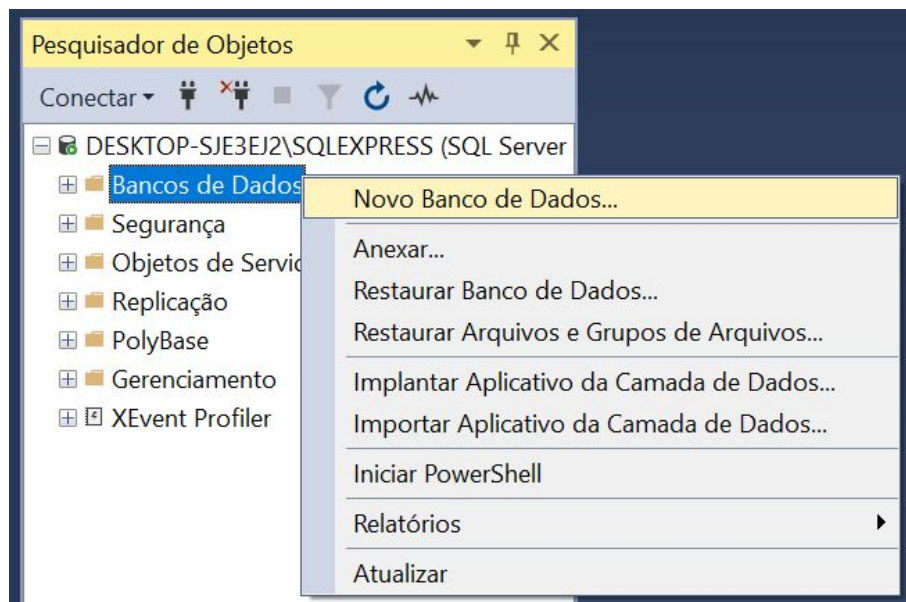 Pesquisador de Objetos
Conectar
DESKTOP-SJE3EJ2\SQLEXPRESS (SQL Server
Bancos de Dados
Segurança
Objetos de Servic
Replicação
PolyBase
Gerenciamento
XEvent Profiler
Novo Banco de Dados...
Anexar...
Restaurar Banco de Dados...
Restaurar Arquivos e Grupos de Arquivos...
Implantar Aplicativo da Camada de Dados...
Importar Aplicativo da Camada de Dados...
Iniciar PowerShell
Relatórios
Atualizar